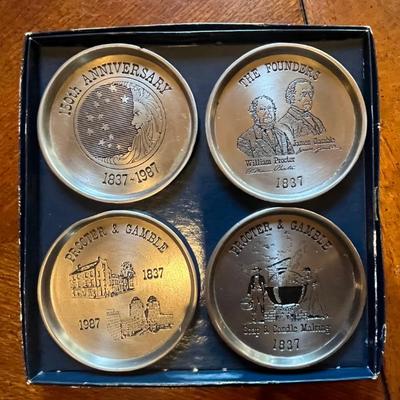 150th ANNIVERSARY
1837-1987
THE FOUNDERS
William Procter
James Gamble
1837
PROCTER & GAMBLE
1837
1987
PROCTER & GAMBLE
Soap & Candle Making
1837